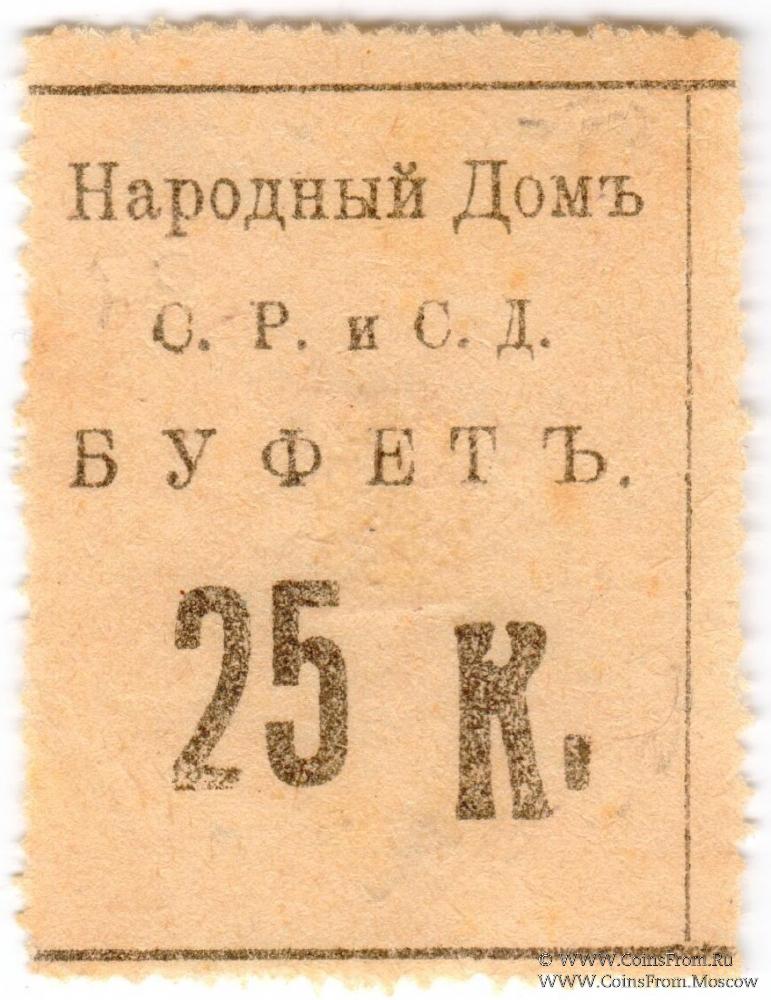 Народный Домъ
С. Р. и С. Д.
БУФЕТЪ.
25 К.
© WWW.CoinsFrom.Ru
WWW.CoinsFrom.Moscow